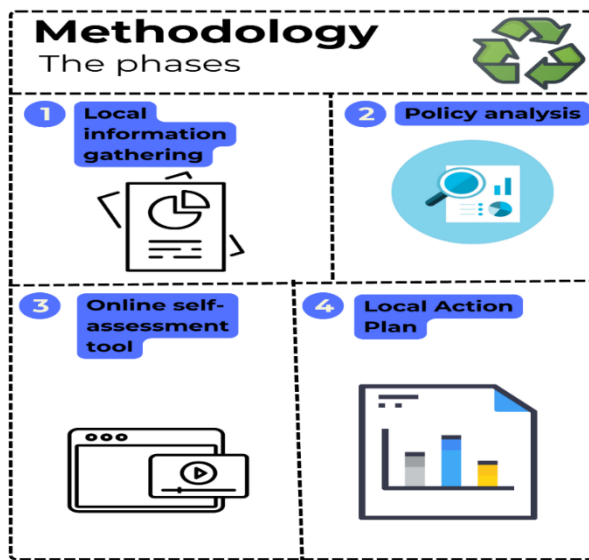 Methodology
The phases
1
Local
information
gathering
2
Policy analysis
3
Online self-
assessment
tool
4
Local Action
Plan